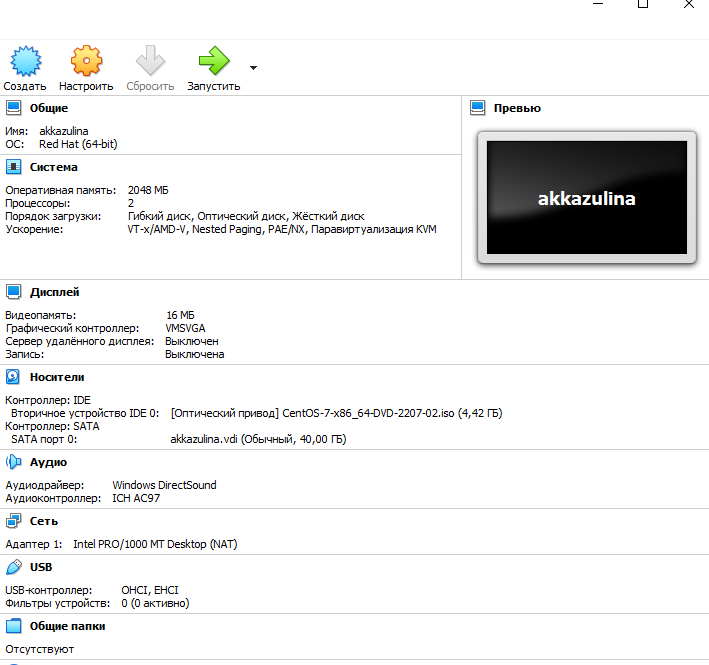 Создать Настроить Сбросить Запустить
Общие
Имя: akkazulina
ОС: Red Hat (64-bit)
Превью
akkazulina
Система
Оперативная память: 2048 МБ
Процессоры: 2
Порядок загрузки: Гибкий диск, Оптический диск, Жёсткий диск
Ускорение: VT-x/AMD-V, Nested Paging, PAE/NX, Паравиртуализация KVM
Дисплей
Видеопамять: 16 МБ
Графический контроллер: VMSVGA
Сервер удалённого дисплея: Выключен
Запись: Выключена
Носители
Контроллер: IDE
Вторичное устройство IDE 0: [Оптический привод] CentOS-7-x86_64-DVD-2207-02.iso (4,42 ГБ)
Контроллер: SATA
SATA порт 0: akkazulina.vdi (Обычный, 40,00 ГБ)
Аудио
Аудиодрайвер: Windows DirectSound
Аудиоконтроллер: ICH AC97
Сеть
Адаптер 1: Intel PRO/1000 MT Desktop (NAT)
USB
USB-контроллер: OHCI, EHCI
Фильтры устройств: 0 (0 активно)
Общие папки
Отсутствуют